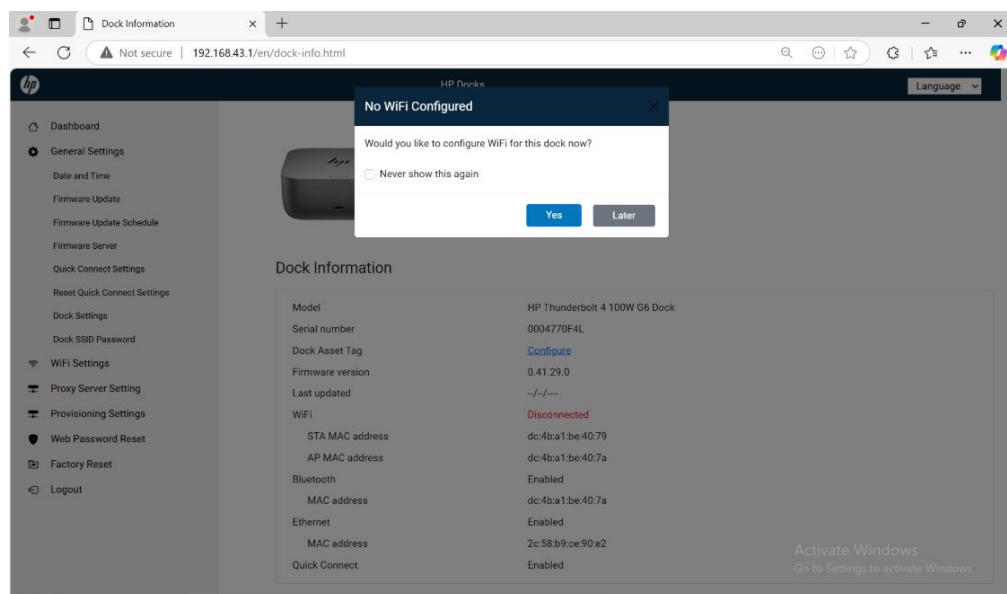 Dock Information
Not secure | 192.168.43.1/en/dock-info.html
hp
HP Docks
Language
No WiFi Configured
Would you like to configure WiFi for this dock now?
Never show this again
Yes
Later
Dashboard
General Settings
Date and Time
Firmware Update
Firmware Update Schedule
Firmware Server
Quick Connect Settings
Reset Quick Connect Settings
Dock Settings
Dock SSID Password
WiFi Settings
Proxy Server Setting
Provisioning Settings
Web Password Reset
Factory Reset
Logout
hp
Dock Information
Model HP Thunderbolt 4 100W G6 Dock
Serial number 0004770F4L
Dock Asset Tag Configure
Firmware version 0.41.29.0
Last updated --/--/----
WiFi Disconnected
STA MAC address dc:4b:a1:be:40:79
AP MAC address dc:4b:a1:be:40:7a
Bluetooth Enabled
MAC address dc:4b:a1:be:40:7a
Ethernet Enabled
MAC address 2c:58:b9:ce:90:e2
Quick Connect Enabled
Activate Windows
Go to Settings to activate Windows.